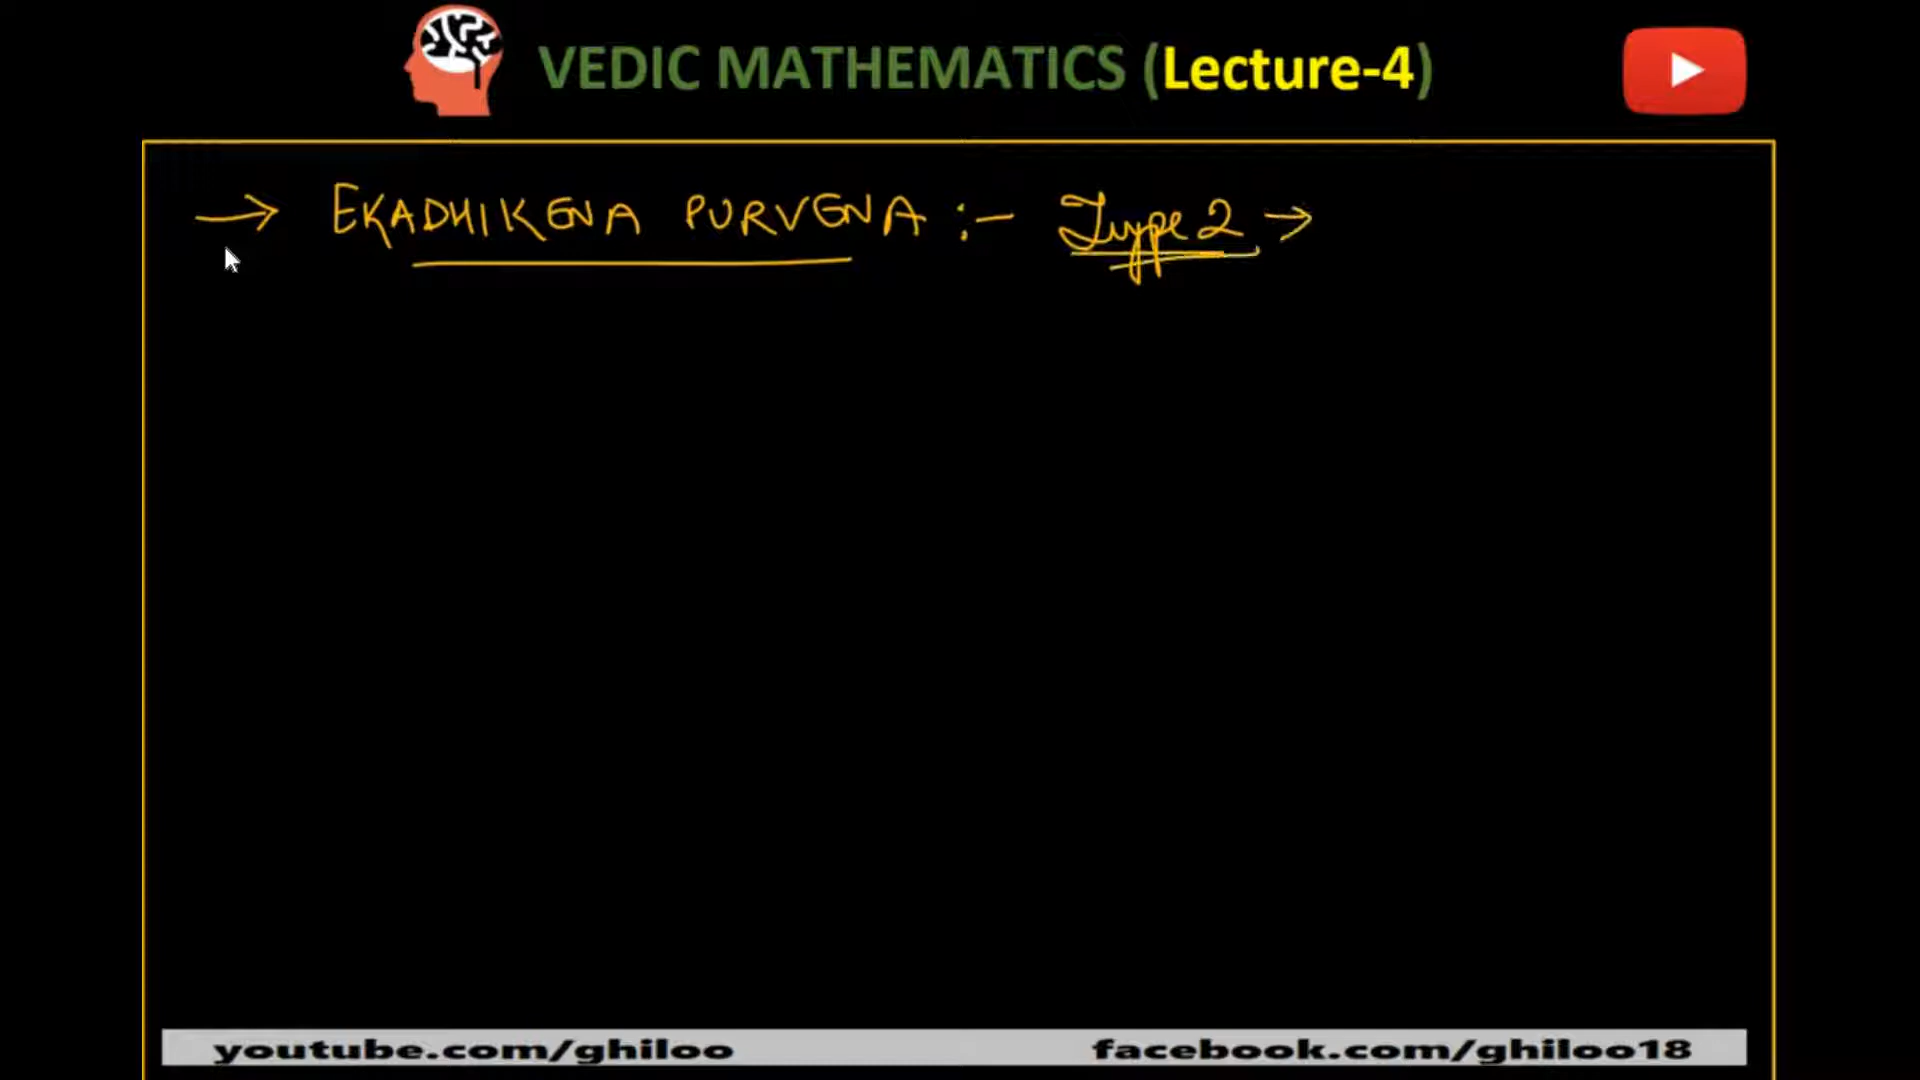 VEDIC MATHEMATICS (Lecture-4)
→ EKADHIKENA PURVENA :- Type 2 →
youtube.com/ghiloo facebook.com/ghiloo18